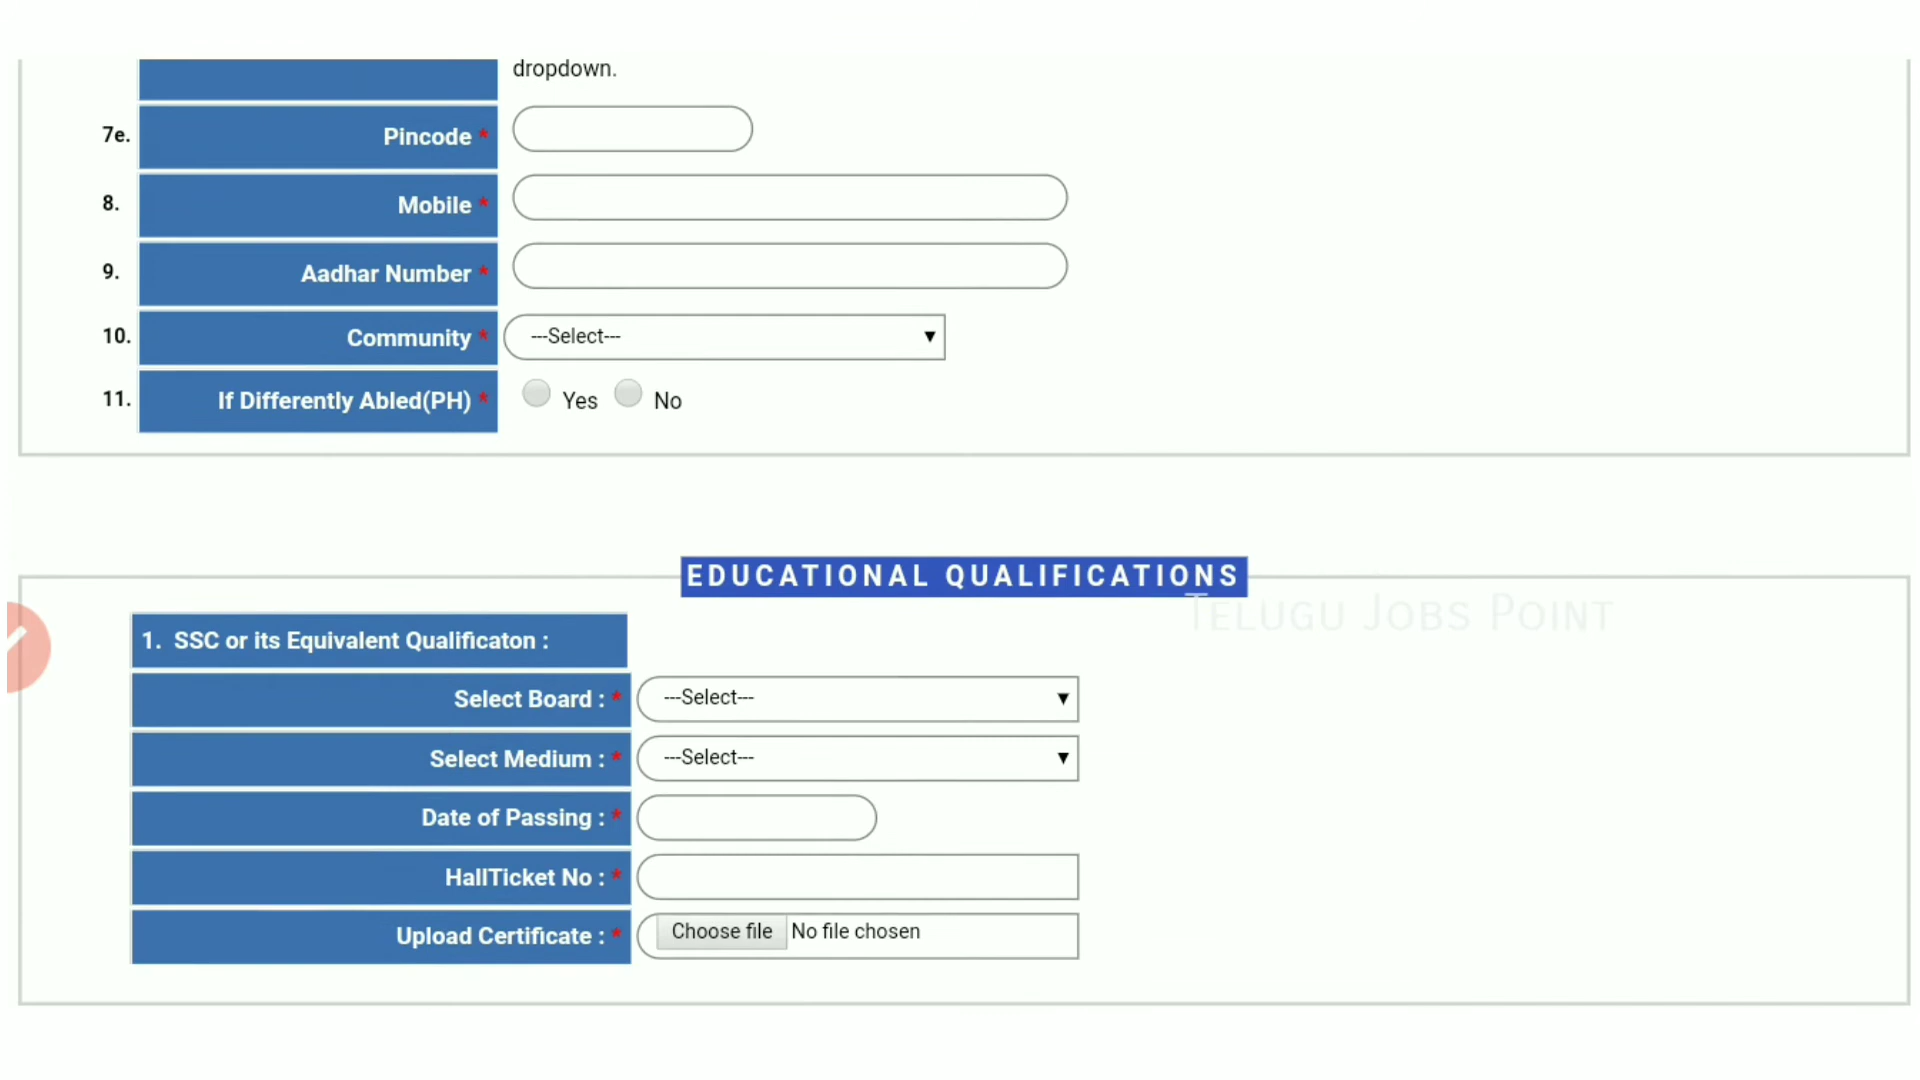 dropdown.
7e. Pincode *
8. Mobile *
9. Aadhar Number *
10. Community * ---Select---
11. If Differently Abled(PH) * Yes No
EDUCATIONAL QUALIFICATIONS
TELUGU JOBS POINT
1. SSC or its Equivalent Qualificaton :
Select Board : * ---Select---
Select Medium : * ---Select---
Date of Passing : *
HallTicket No : *
Upload Certificate : * Choose file No file chosen